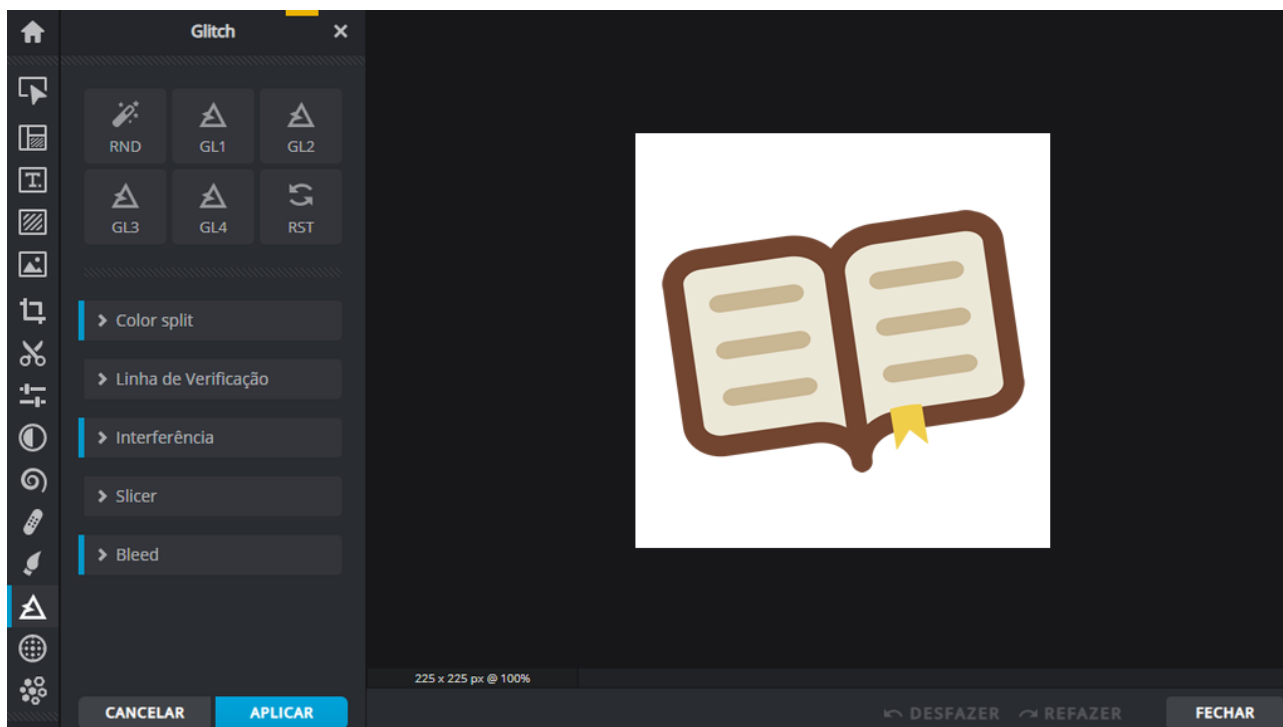 Glitch
RND GL1 GL2
GL3 GL4 RST
Color split
Linha de Verificação
Interferência
Slicer
Bleed
225 x 225 px @ 100%
CANCELAR APLICAR DESFAZER REFAZER FECHAR